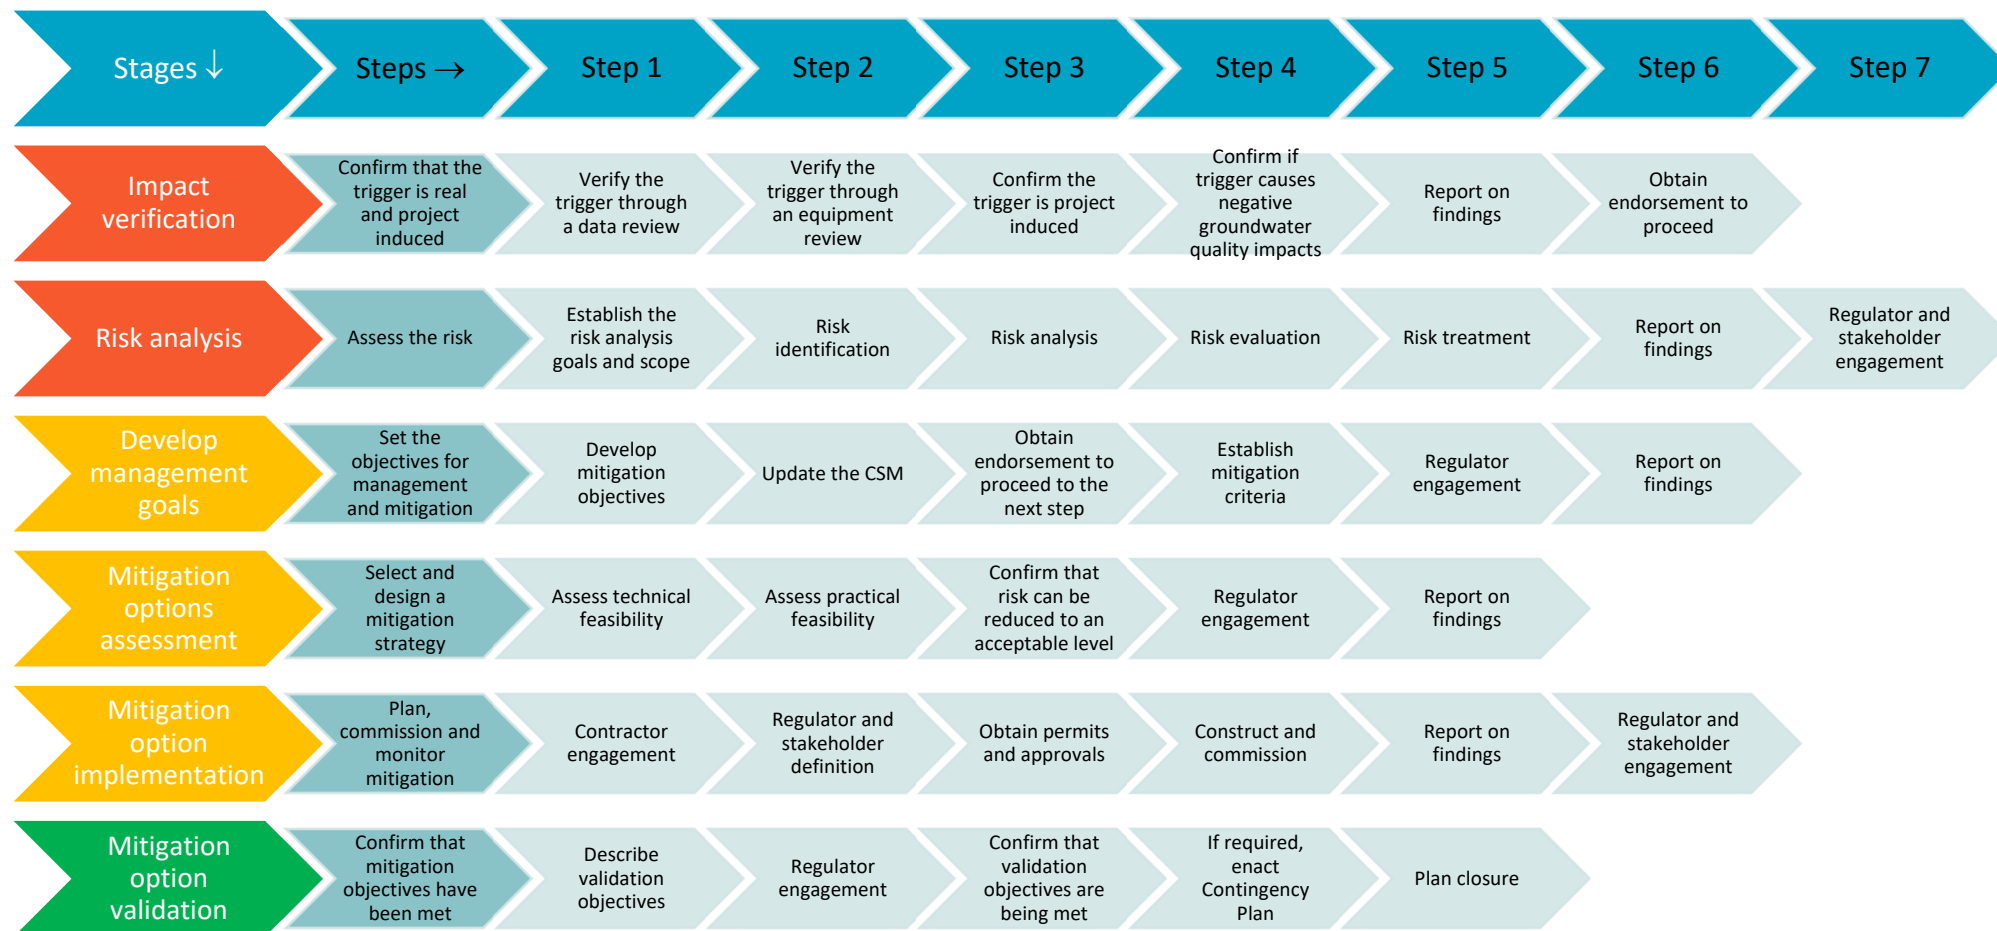 Stages ↓
Steps →
Step 1
Step 2
Step 3
Step 4
Step 5
Step 6
Step 7
Impact
verification
Confirm that the
trigger is real
and project
induced
Verify the
trigger through
a data review
Verify the
trigger through
an equipment
review
Confirm the
trigger is project
induced
Confirm if
trigger causes
negative
groundwater
quality impacts
Report on
findings
Obtain
endorsement to
proceed
Risk analysis
Assess the risk
Establish the
risk analysis
goals and scope
Risk
identification
Risk analysis
Risk evaluation
Risk treatment
Report on
findings
Regulator and
stakeholder
engagement
Develop
management
goals
Set the
objectives for
management
and mitigation
Develop
mitigation
objectives
Update the CSM
Obtain
endorsement to
proceed to the
next step
Establish
mitigation
criteria
Regulator
engagement
Report on
findings
Mitigation
options
assessment
Select and
design a
mitigation
strategy
Assess technical
feasibility
Assess practical
feasibility
Confirm that
risk can be
reduced to an
acceptable level
Regulator
engagement
Report on
findings
Mitigation
option
implementation
Plan,
commission and
monitor
mitigation
Contractor
engagement
Regulator and
stakeholder
definition
Obtain permits
and approvals
Construct and
commission
Report on
findings
Regulator and
stakeholder
engagement
Mitigation
option
validation
Confirm that
mitigation
objectives have
been met
Describe
validation
objectives
Regulator
engagement
Confirm that
validation
objectives are
being met
If required,
enact
Contingency
Plan
Plan closure